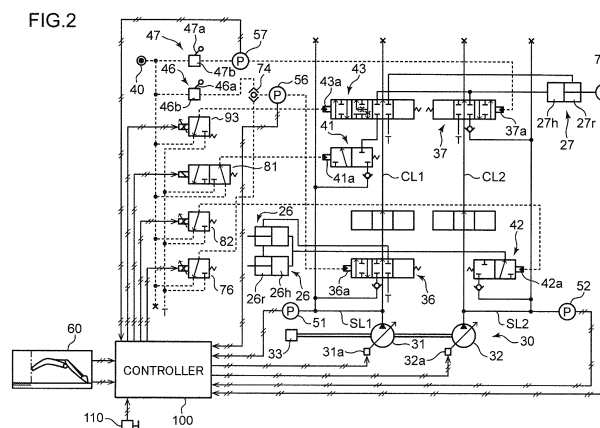 FIG.2
47
47a
57
47b
40
46
46a
46b
74
56
P
P
43
43a
93
41
41a
T
T
37
37a
27h
27r
27
81
CL1
CL2
82
26
26
26r
26h
76
T
36a
36
42
42a
P
51
SL1
SL2
P
52
30
33
31a
31
32a
32
60
CONTROLLER
100
110